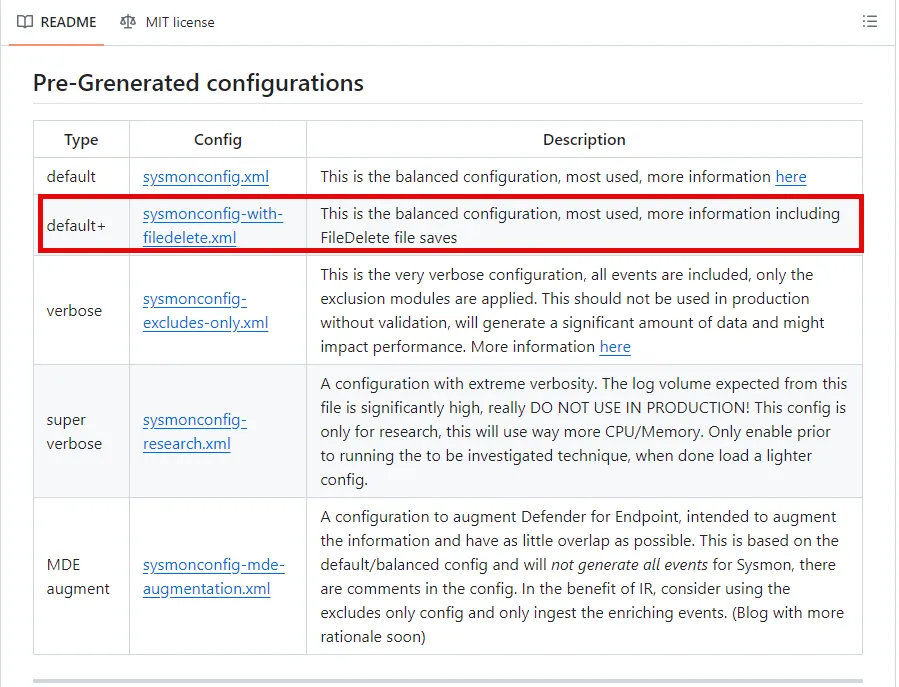 README MIT license
Pre-Grenerated configurations
Type Config Description
default sysmonconfig.xml This is the balanced configuration, most used, more information here
default+ sysmonconfig-with-filedelete.xml This is the balanced configuration, most used, more information including
FileDelete file saves
verbose sysmonconfig-excludes-only.xml This is the very verbose configuration, all events are included, only the
exclusion modules are applied. This should not be used in production
without validation, will generate a significant amount of data and might
impact performance. More information here
super verbose sysmonconfig-research.xml A configuration with extreme verbosity. The log volume expected from this
file is significantly high, really DO NOT USE IN PRODUCTION! This config is
only for research, this will use way more CPU/Memory. Only enable prior
to running the to be investigated technique, when done load a lighter
config.
MDE augment sysmonconfig-mde-augmentation.xml A configuration to augment Defender for Endpoint, intended to augment
the information and have as little overlap as possible. This is based on the
default/balanced config and will not generate all events for Sysmon, there
are comments in the config. In the benefit of IR, consider using the
excludes only config and only ingest the enriching events. (Blog with more
rationale soon)